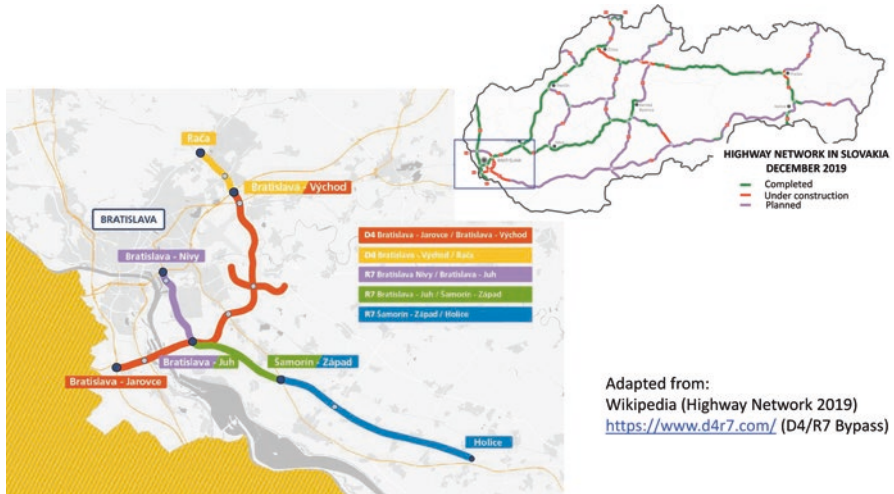 HIGHWAY NETWORK IN SLOVAKIA
DECEMBER 2019
Completed
Under construction
Planned
Rača
Bratislava - Východ
BRATISLAVA
Bratislava - Nivy
D4 Bratislava - Jarovce / Bratislava - Východ
D4 Bratislava - Východ / Rača
R7 Bratislava Nivy / Bratislava - Juh
R7 Bratislava - Juh / Šamorín - Západ
R7 Šamorín - Západ / Holice
Bratislava - Juh
Šamorín - Západ
Bratislava - Jarovce
Holice
Adapted from:
Wikipedia (Highway Network 2019)
https://www.d4r7.com/ (D4/R7 Bypass)